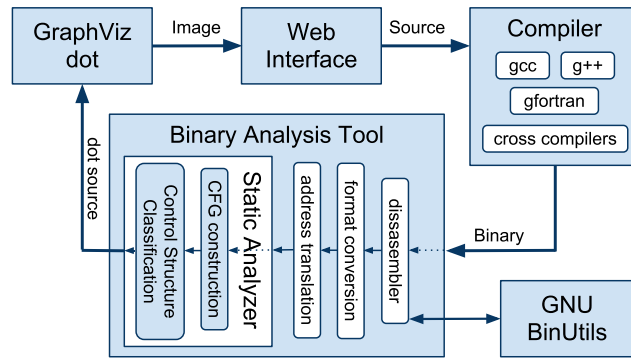 GraphViz
dot
Image
Web
Interface
Source
Compiler
gcc
g++
gfortran
cross compilers
dot source
Binary Analysis Tool
Control Structure
Classification
CFG construction
Static Analyzer
address translation
format conversion
dissasembler
Binary
GNU
BinUtils